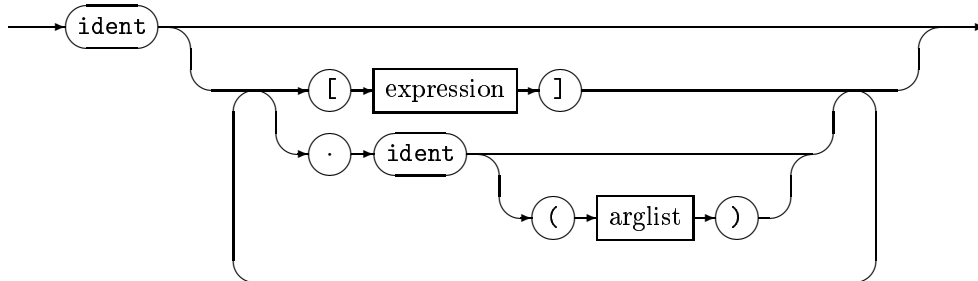 ident
[ expression ]
. ident
( arglist )